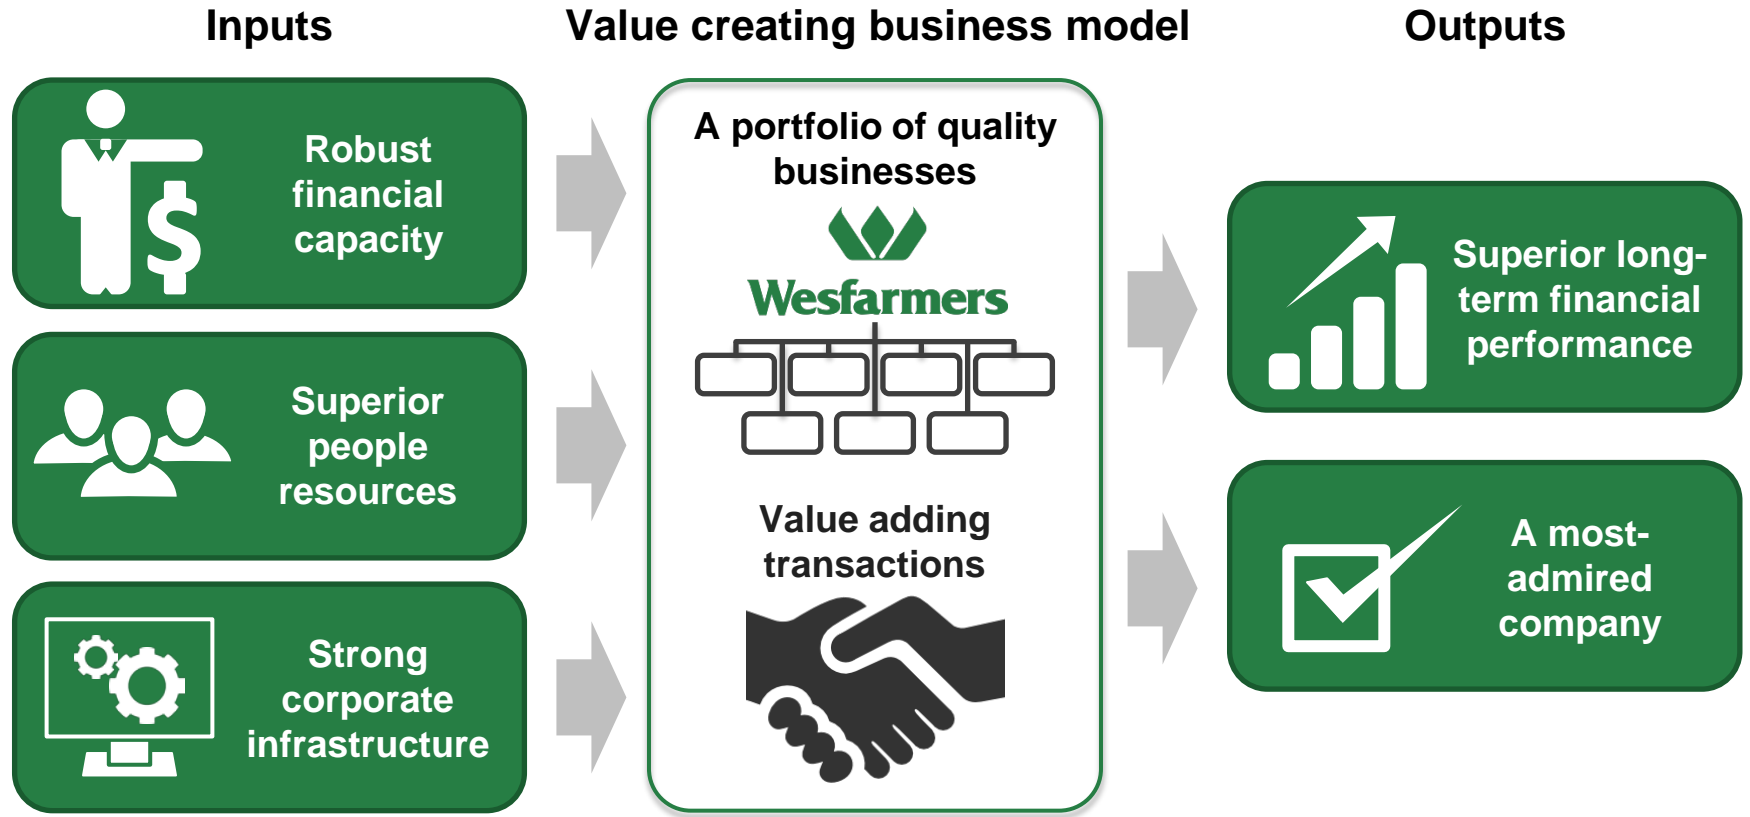 Inputs
Value creating business model
Outputs
Robust
financial
capacity
Superior
people
resources
Strong
corporate
infrastructure
A portfolio of quality
businesses
Wesfarmers
Value adding
transactions
Superior long-
term financial
performance
A most-
admired
company